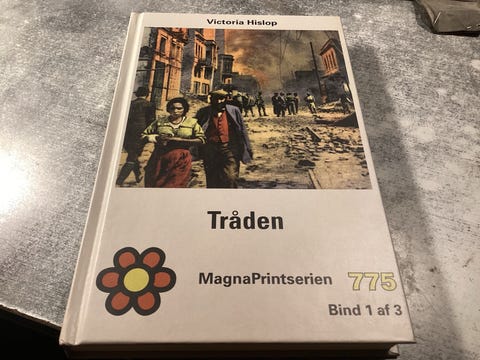 Victoria Hislop
Tråden
MagnaPrintserien 775
Bind 1 af 3